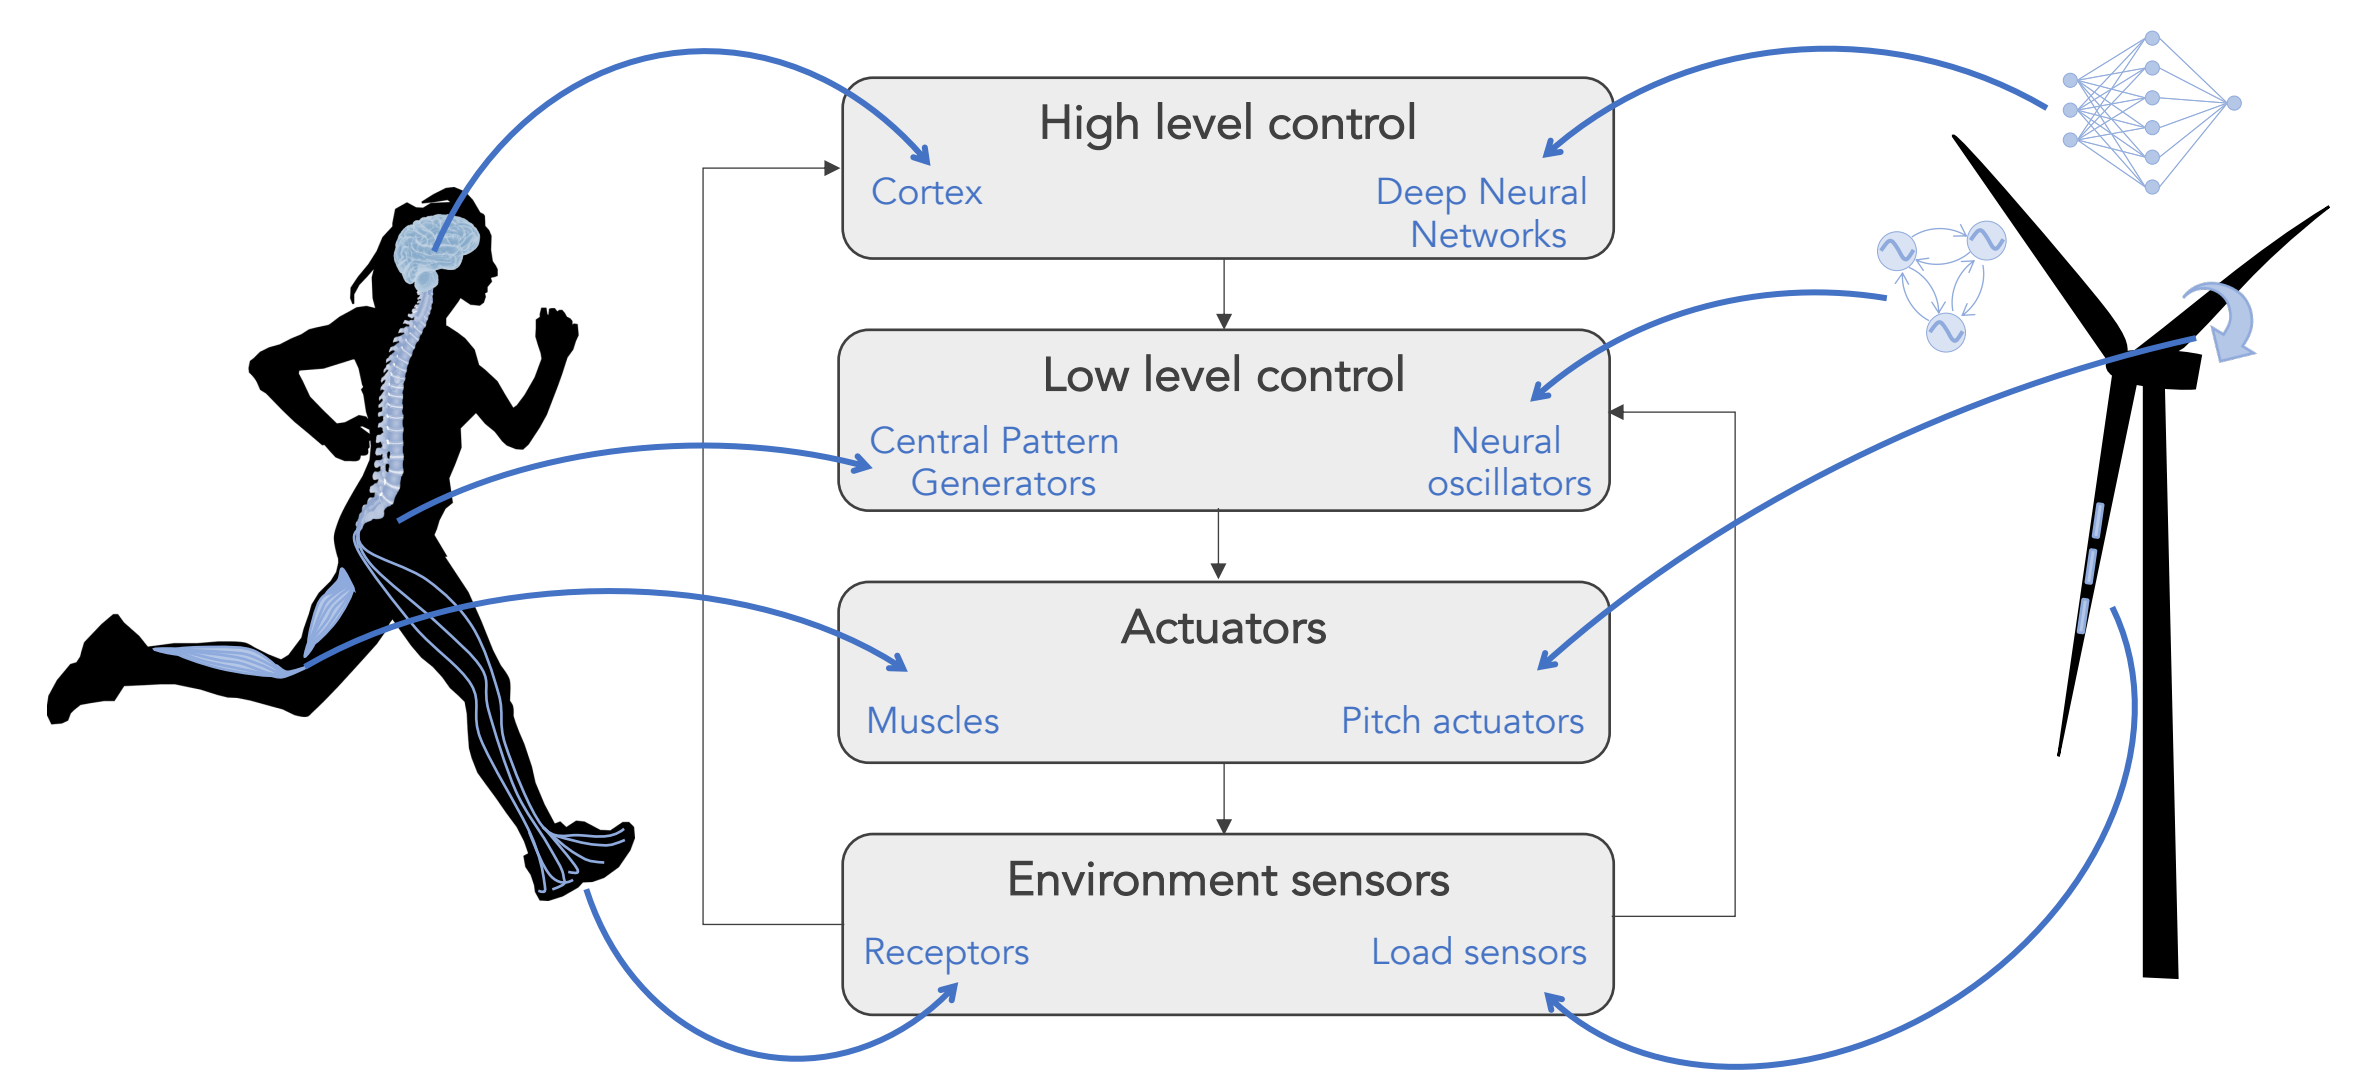 High level control
Cortex
Deep Neural
Networks
Low level control
Central Pattern
Generators
Neural
oscillators
Actuators
Muscles
Pitch actuators
Environment sensors
Receptors
Load sensors